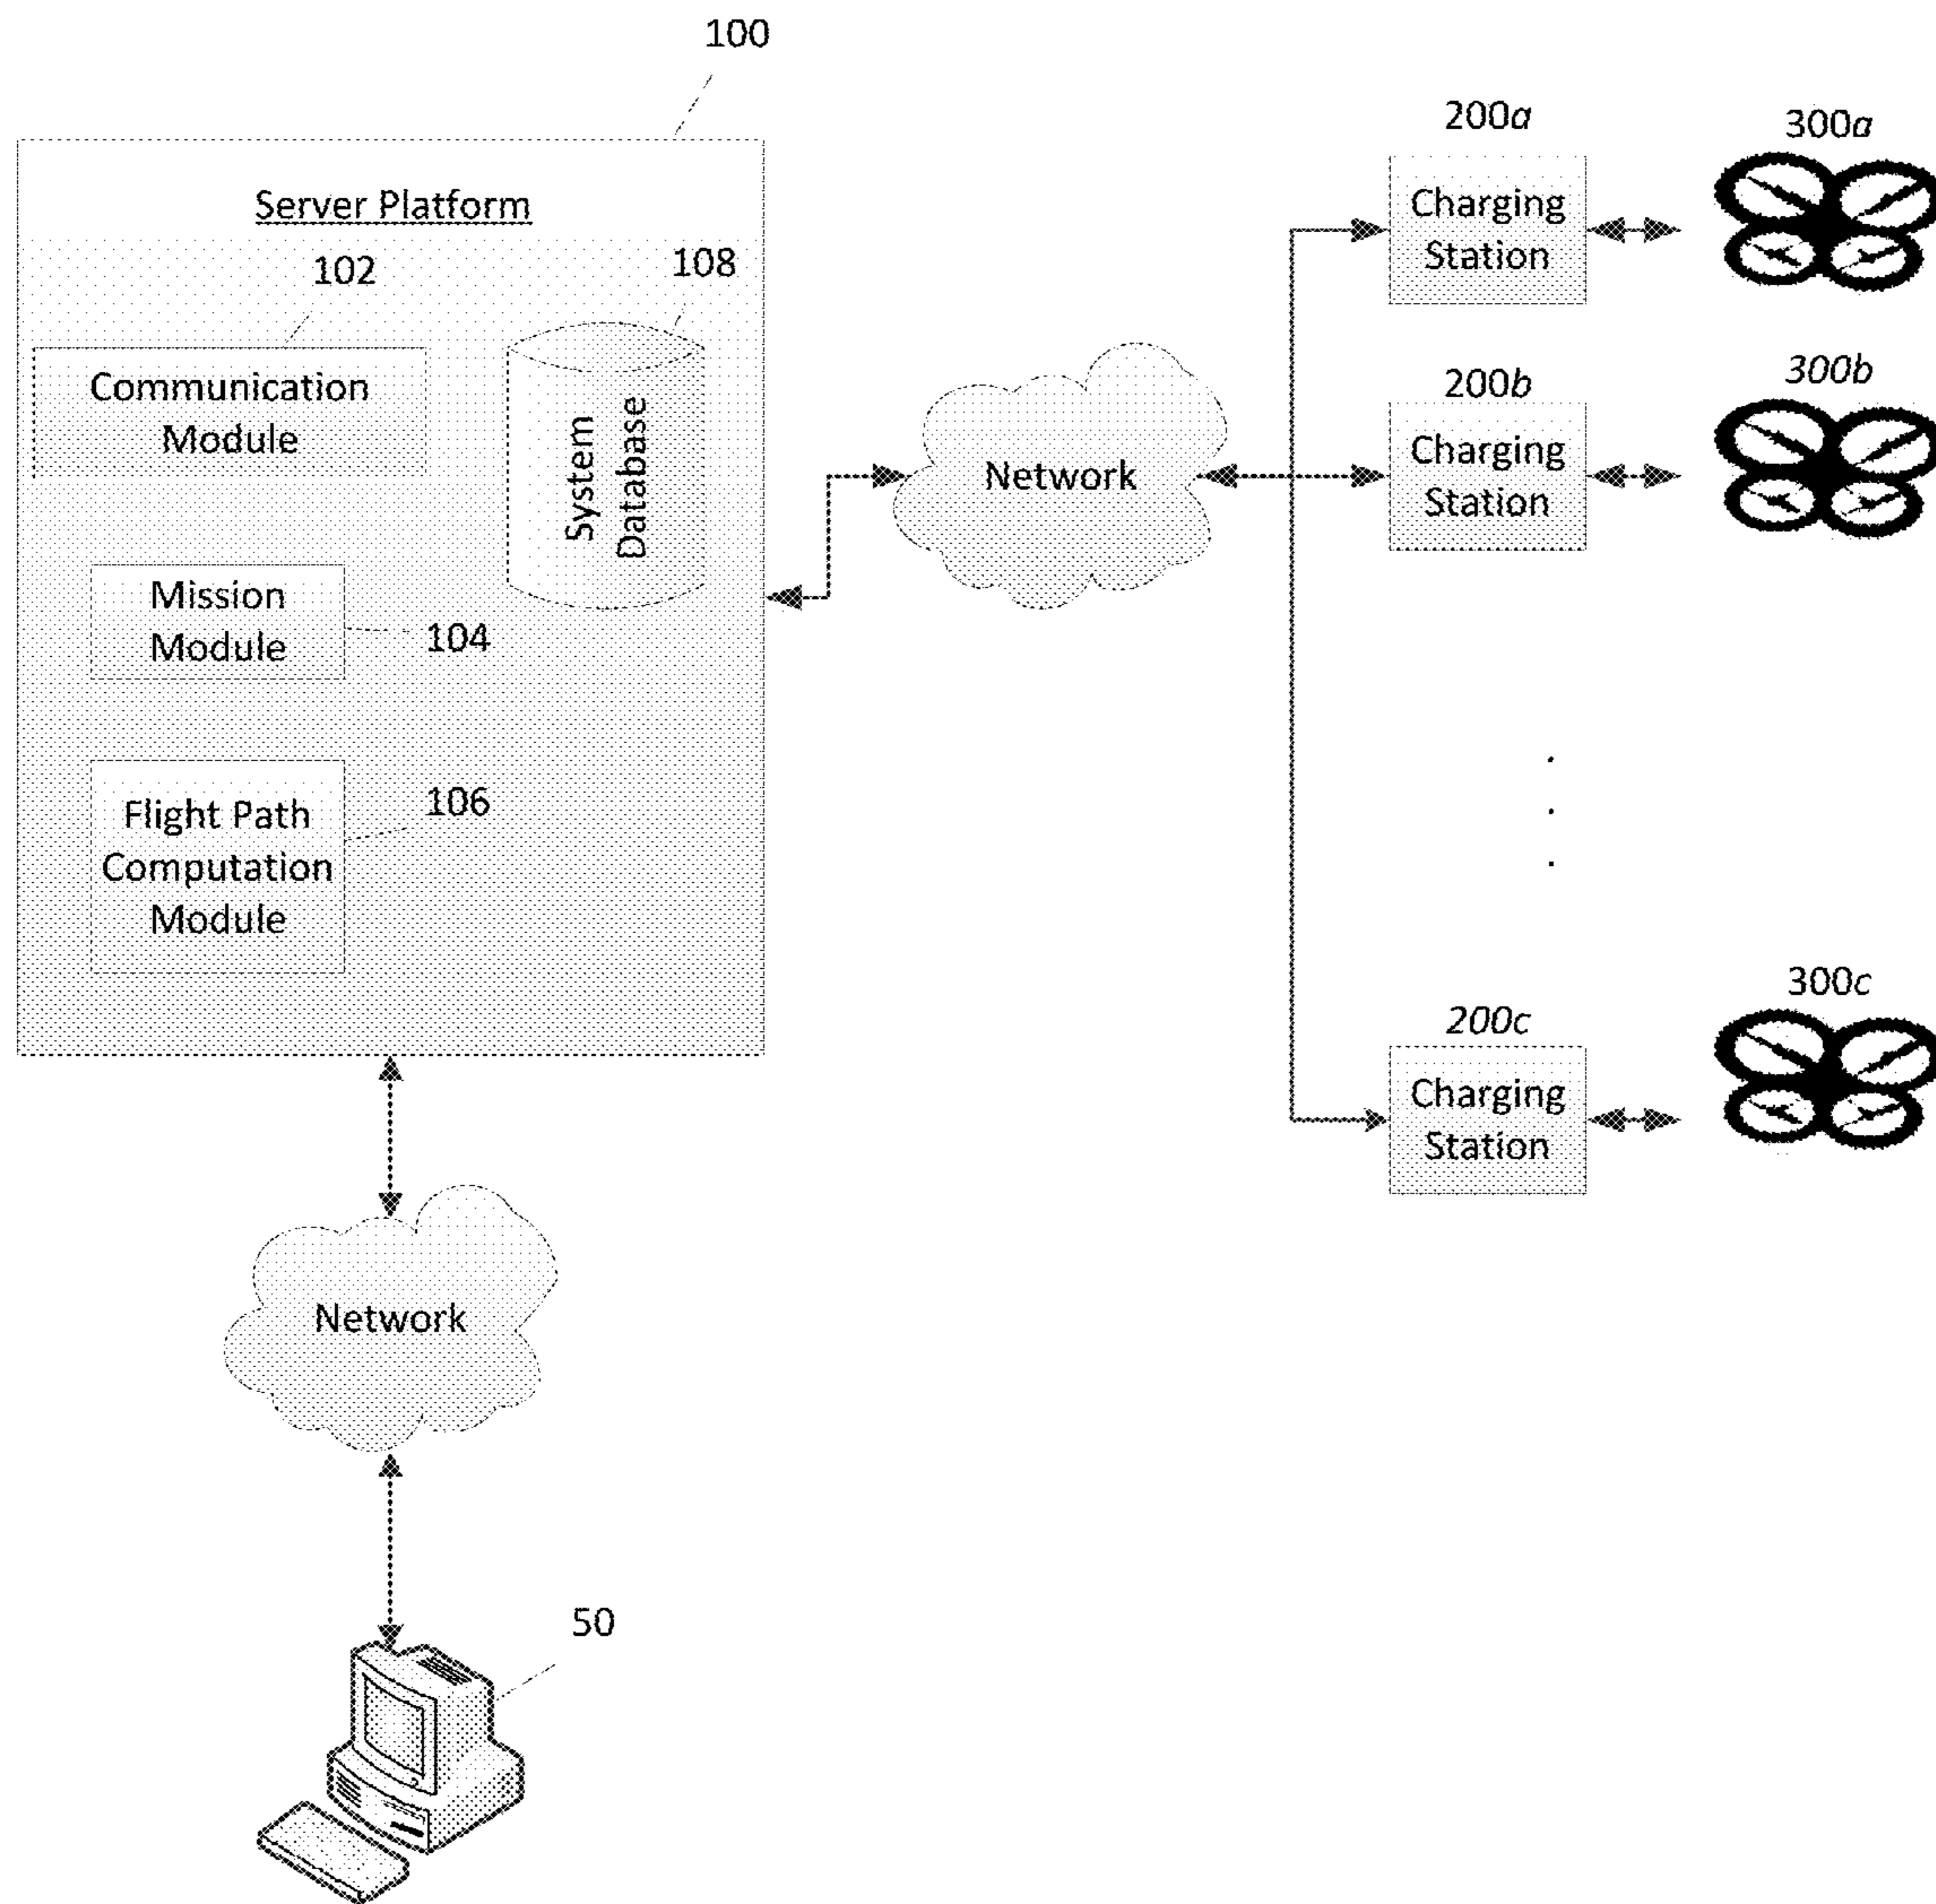 100
Server Platform
102
108
Communication
Module
System
Database
Mission
Module
104
Flight Path
Computation
Module
106
Network
200a
Charging
Station
300a
200b
Charging
Station
300b
.
.
.
200c
Charging
Station
300c
Network
50